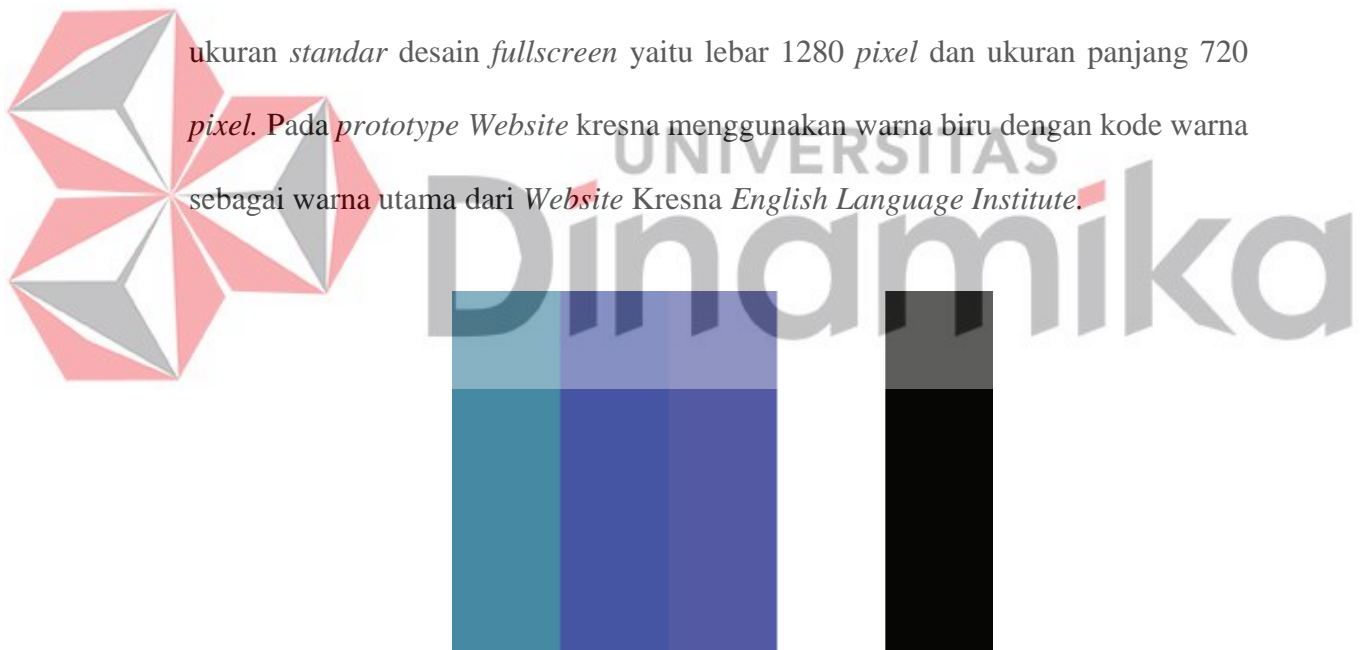 ukuran standar desain fullscreen yaitu lebar 1280 pixel dan ukuran panjang 720
pixel. Pada prototype Website kresna menggunakan warna biru dengan kode warna
UNIVERSITAS
sebagai warna utama dari Website Kresna English Language Institute.
Dinamika